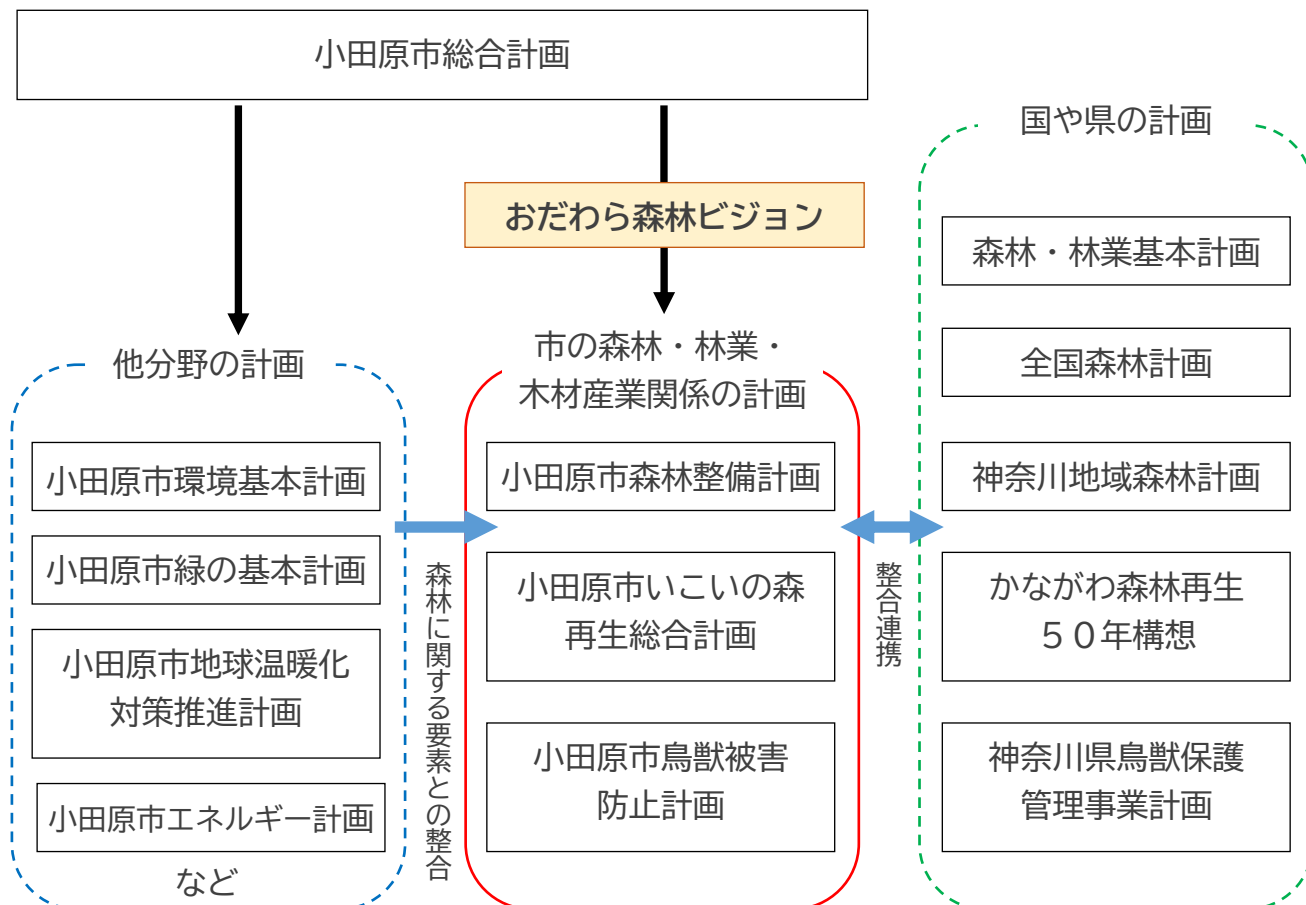 小田原市総合計画
おだわら森林ビジョン
他分野の計画
小田原市環境基本計画
小田原市緑の基本計画
小田原市地球温暖化
対策推進計画
小田原市エネルギー計画
など
森林に関する要素との整合
市の森林・林業・
木材産業関係の計画
小田原市森林整備計画
小田原市いこいの森
再生総合計画
小田原市鳥獣被害
防止計画
整合連携
国や県の計画
森林・林業基本計画
全国森林計画
神奈川地域森林計画
かながわ森林再生
５０年構想
神奈川県鳥獣保護
管理事業計画